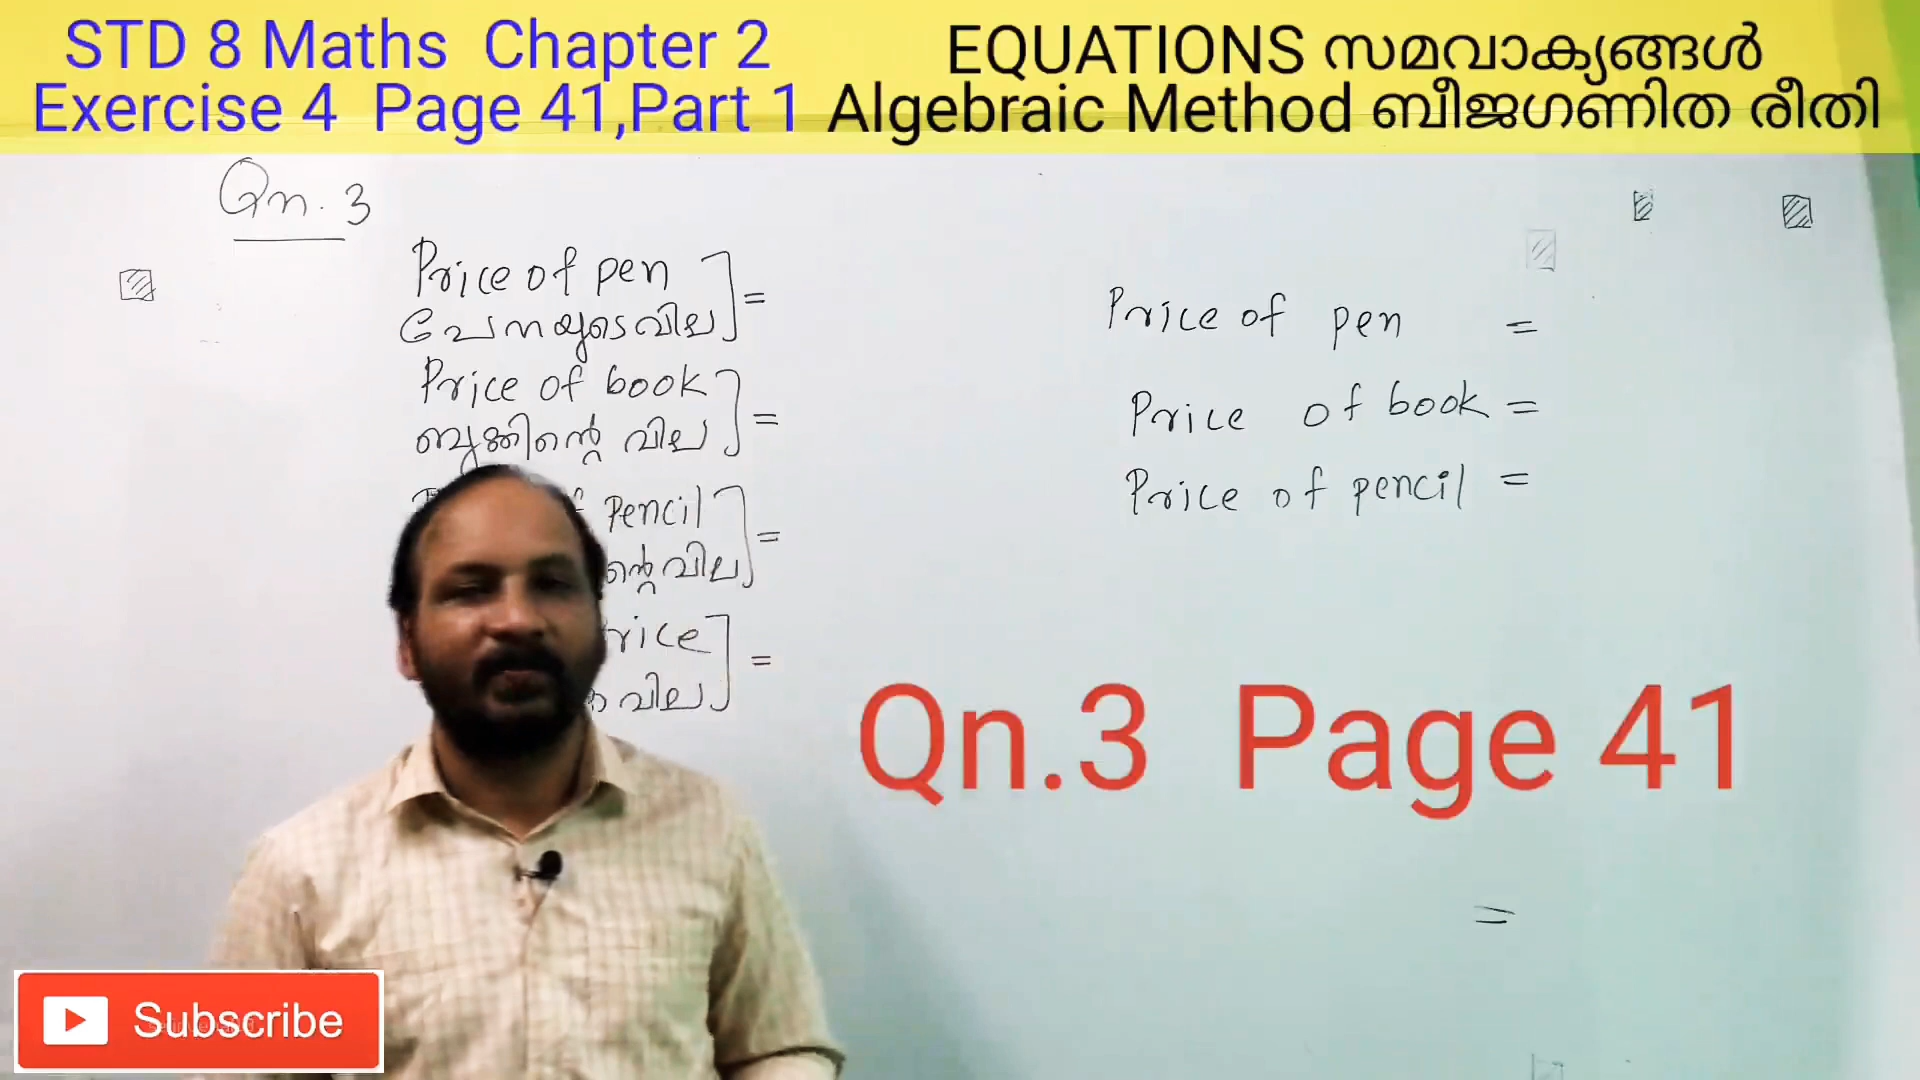 STD 8 Maths Chapter 2
Exercise 4 Page 41,Part 1
EQUATIONS സമവാക്യങ്ങൾ
Algebraic Method ബീജഗണിത രീതി
Qn. 3
Price of pen
പേനയുടെ വില ] =
Price of book
ബുക്കിന്റെ വില ] =
Pencil
ന്റെ വില ] =
rice
വില ] =
Price of pen =
Price of book =
Price of pencil =
Qn.3 Page 41
=
Subscribe